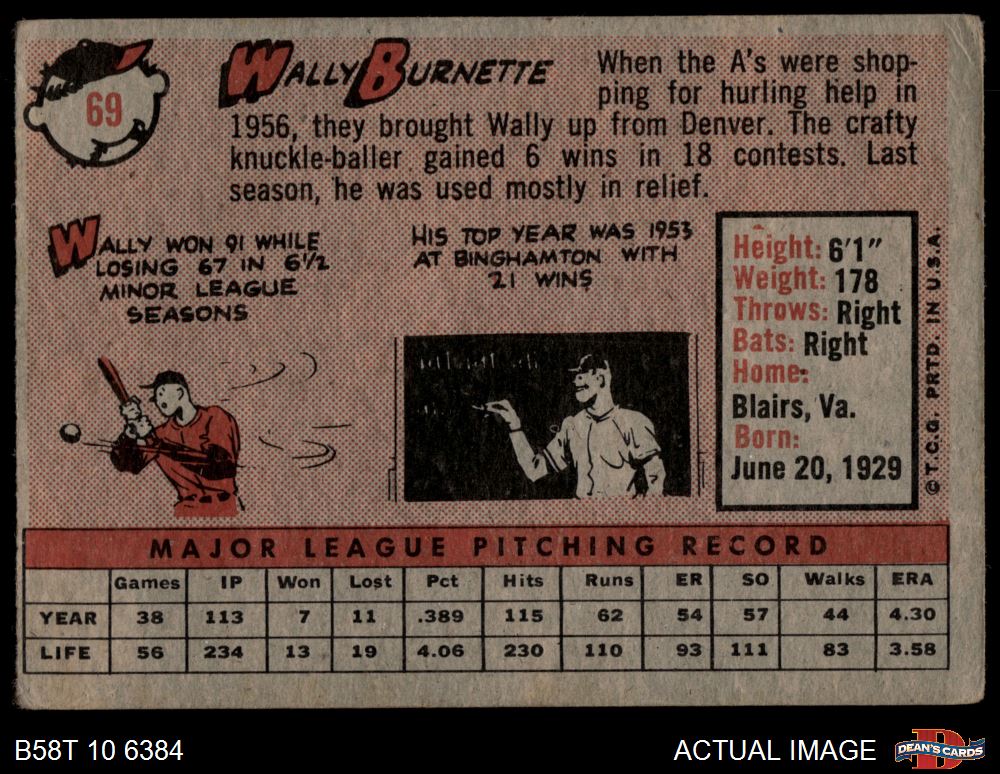 69
WALLY BURNETTE
When the A's were shop-
ping for hurling help in
1956, they brought Wally up from Denver. The crafty
knuckle-baller gained 6 wins in 18 contests. Last
season, he was used mostly in relief.
WALLY WON 91 WHILE
LOSING 67 IN 6½
MINOR LEAGUE
SEASONS
HIS TOP YEAR WAS 1953
AT BINGHAMTON WITH
21 WINS
Height: 6'1"
Weight: 178
Throws: Right
Bats: Right
Home:
Blairs, Va.
Born:
June 20, 1929
© T.C.G. PRTD. IN U.S.A.
MAJOR LEAGUE PITCHING RECORD
Games IP Won Lost Pct Hits Runs ER SO Walks ERA
YEAR 38 113 7 11 .389 115 62 54 57 44 4.30
LIFE 56 234 13 19 4.06 230 110 93 111 83 3.58
B58T 10 6384
ACTUAL IMAGE
DEAN'S CARDS